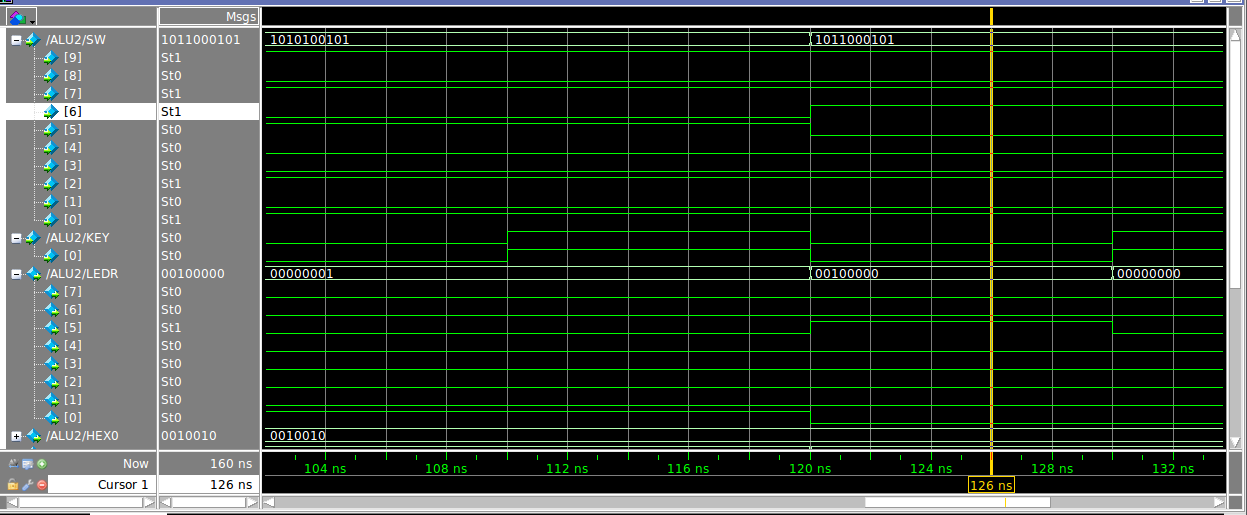 Msgs
/ALU2/SW 1011000101 1010100101 1011000101
[9] St1
[8] St0
[7] St1
[6] St1
[5] St0
[4] St0
[3] St0
[2] St1
[1] St0
[0] St1
/ALU2/KEY St0
[0] St0
/ALU2/LEDR 00100000 00000001 00100000 00000000
[7] St0
[6] St0
[5] St1
[4] St0
[3] St0
[2] St0
[1] St0
[0] St0
/ALU2/HEX0 0010010 0010010
Now 160 ns 104 ns 108 ns 112 ns 116 ns 120 ns 124 ns 128 ns 132 ns
Cursor 1 126 ns 126 ns